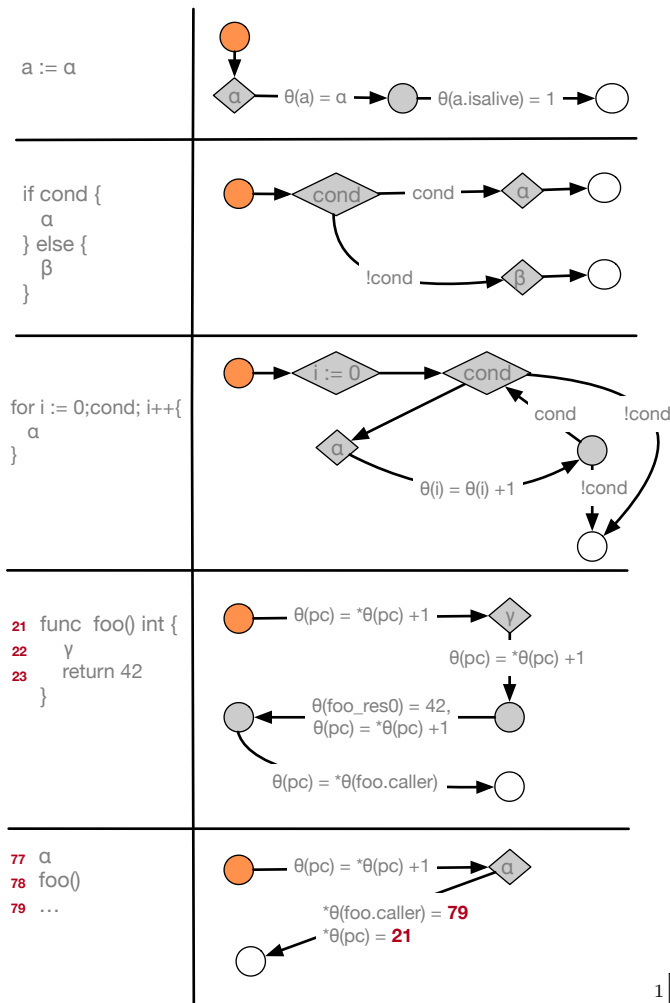 a := α
α
θ(a) = α
θ(a.isalive) = 1
if cond {
α
} else {
β
}
cond
cond
α
!cond
β
for i := 0;cond; i++{
α
}
i := 0
cond
cond
!cond
α
θ(i) = θ(i) +1
!cond
21 func foo() int {
22 γ
23 return 42
}
θ(pc) = *θ(pc) +1
γ
θ(pc) = *θ(pc) +1
θ(foo_res0) = 42,
θ(pc) = *θ(pc) +1
θ(pc) = *θ(foo.caller)
77 α
78 foo()
79 ...
θ(pc) = *θ(pc) +1
α
*θ(foo.caller) = 79
*θ(pc) = 21
1